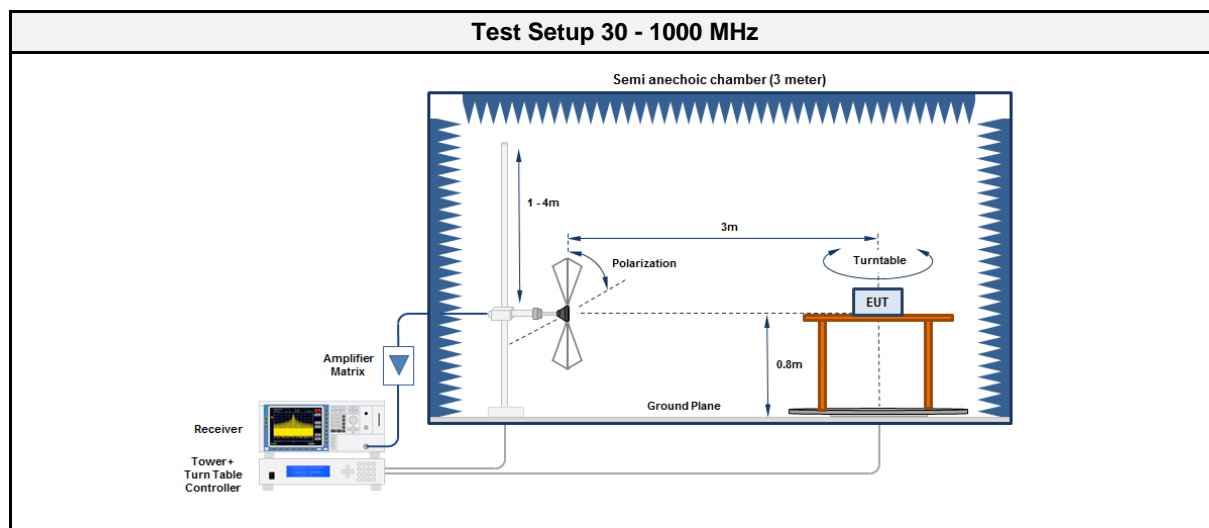 Test Setup 30 - 1000 MHz
Semi anechoic chamber (3 meter)
1 - 4m
3m
Polarization
Turntable
EUT
Amplifier
Matrix
0.8m
Ground Plane
Receiver
Tower+
Turn Table
Controller